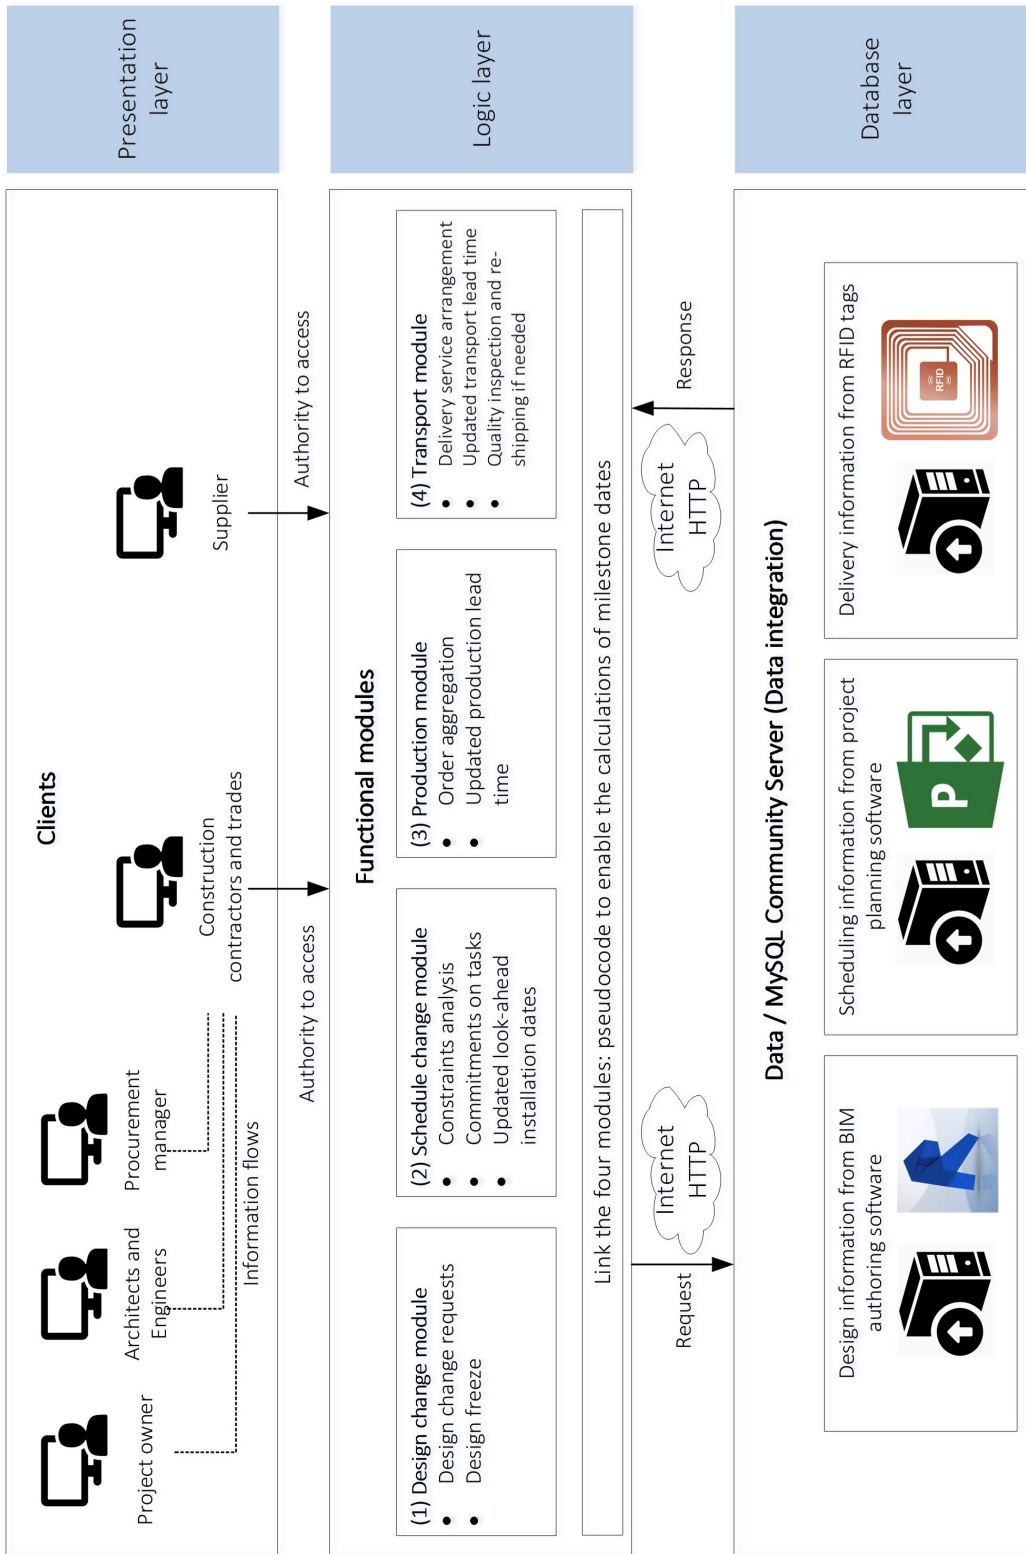 Clients
Presentation
layer
Project owner
Architects and
Engineers
Procurement
manager
Construction
contractors and trades
Supplier
Information flows
Authority to access
Authority to access
Functional modules
Logic layer
(1) Design change module
• Design change requests
• Design freeze
(2) Schedule change module
• Constraints analysis
• Commitments on tasks
• Updated look-ahead
installation dates
(3) Production module
• Order aggregation
• Updated production lead
time
(4) Transport module
• Delivery service arrangement
• Updated transport lead time
• Quality inspection and re-
shipping if needed
Link the four modules: pseudocode to enable the calculations of milestone dates
Request
Internet
HTTP
Internet
HTTP
Response
Data / MySQL Community Server (Data integration)
Database
layer
Design information from BIM
authoring software
Scheduling information from project
planning software
P
Delivery information from RFID tags
RFID